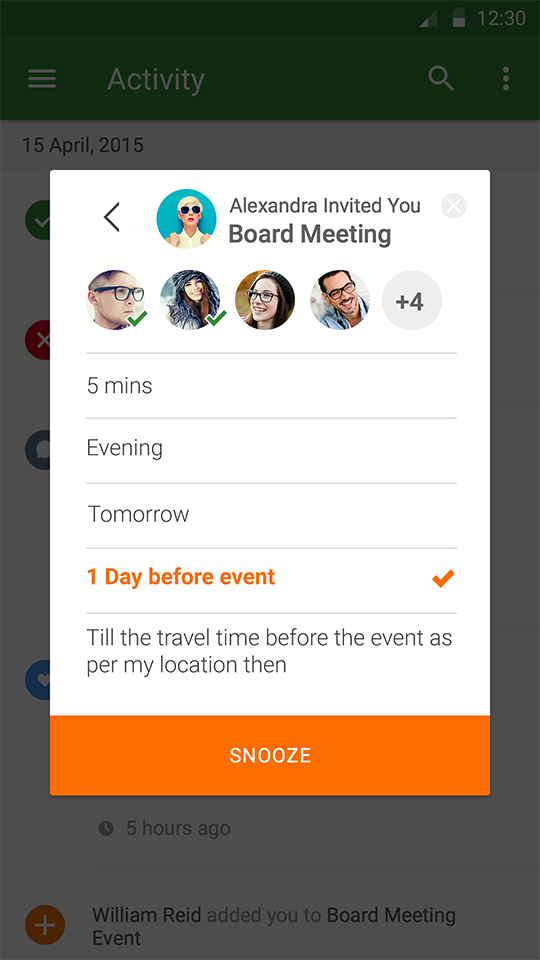 12:30
Activity
15 April, 2015
Alexandra Invited You
Board Meeting
+4
5 mins
Evening
Tomorrow
1 Day before event
Till the travel time before the event as
per my location then
SNOOZE
5 hours ago
William Reid added you to Board Meeting
Event